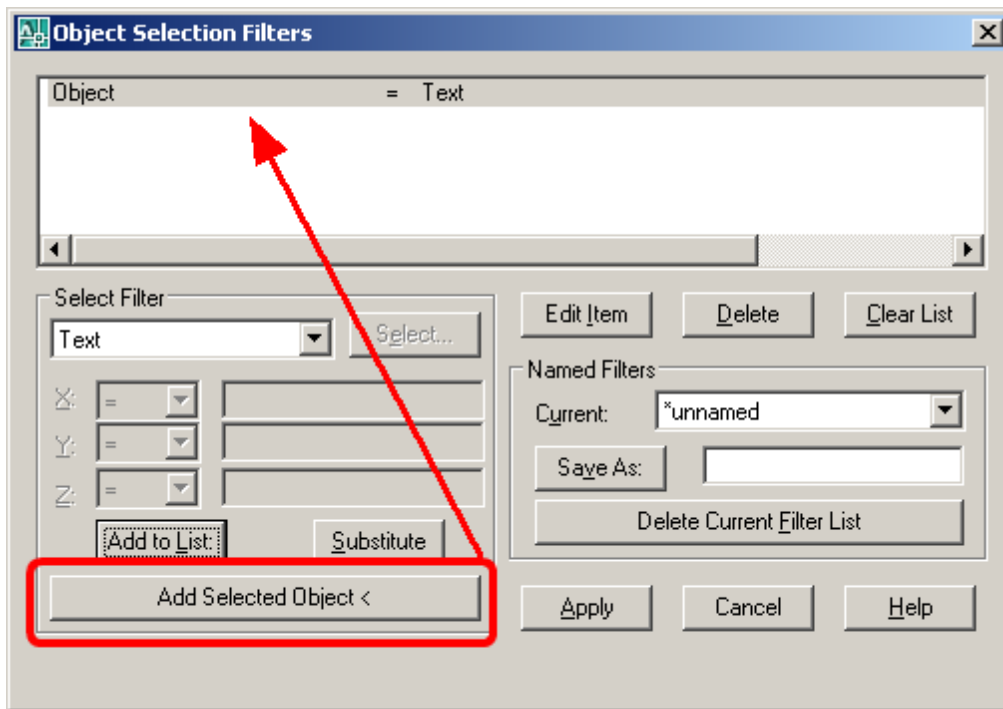 Object Selection Filters
Object = Text
Select Filter
Text
Select...
X: =
Y: =
Z: =
Add to List:
Substitute
Add Selected Object <
Edit Item
Delete
Clear List
Named Filters
Current: *unnamed
Save As:
Delete Current Filter List
Apply
Cancel
Help